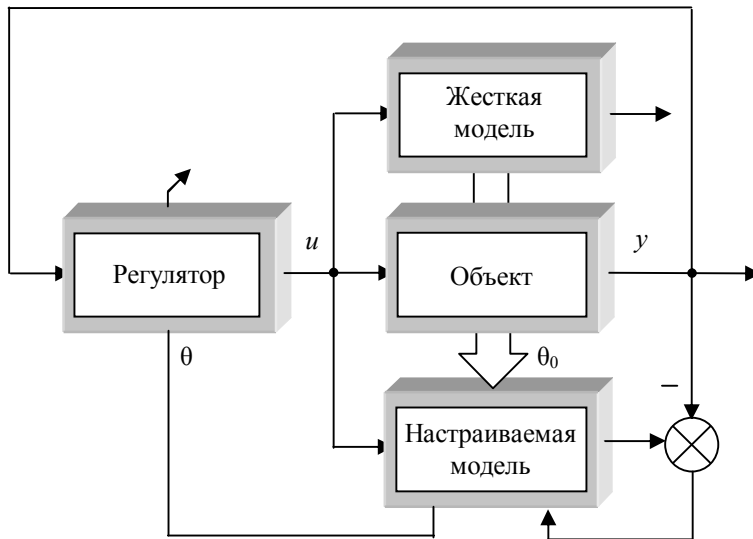 Жесткая
модель
u
y
Регулятор
Объект
θ
θ₀
–
Настраиваемая
модель